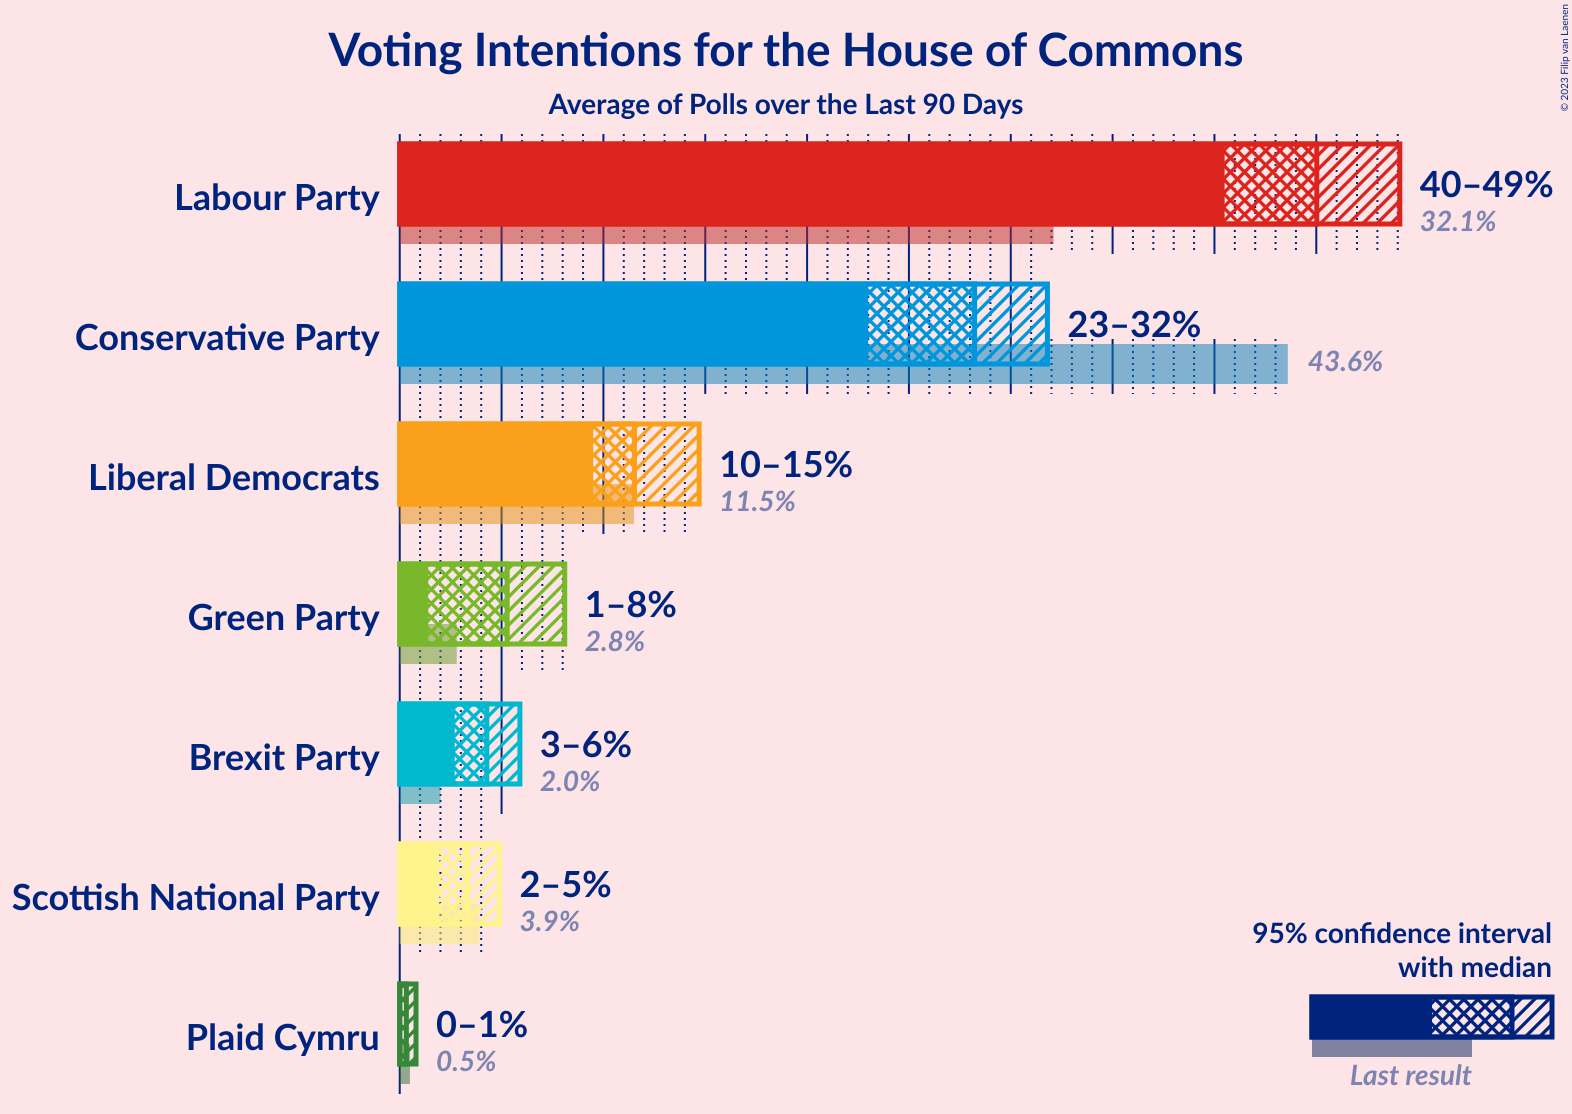 Voting Intentions for the House of Commons
Average of Polls over the Last 90 Days
© 2023 Filip van Laenen
Labour Party
40–49%
32.1%
Conservative Party
23–32%
43.6%
Liberal Democrats
10–15%
11.5%
Green Party
1–8%
2.8%
Brexit Party
3–6%
2.0%
Scottish National Party
2–5%
3.9%
Plaid Cymru
0–1%
0.5%
95% confidence interval
with median
Last result